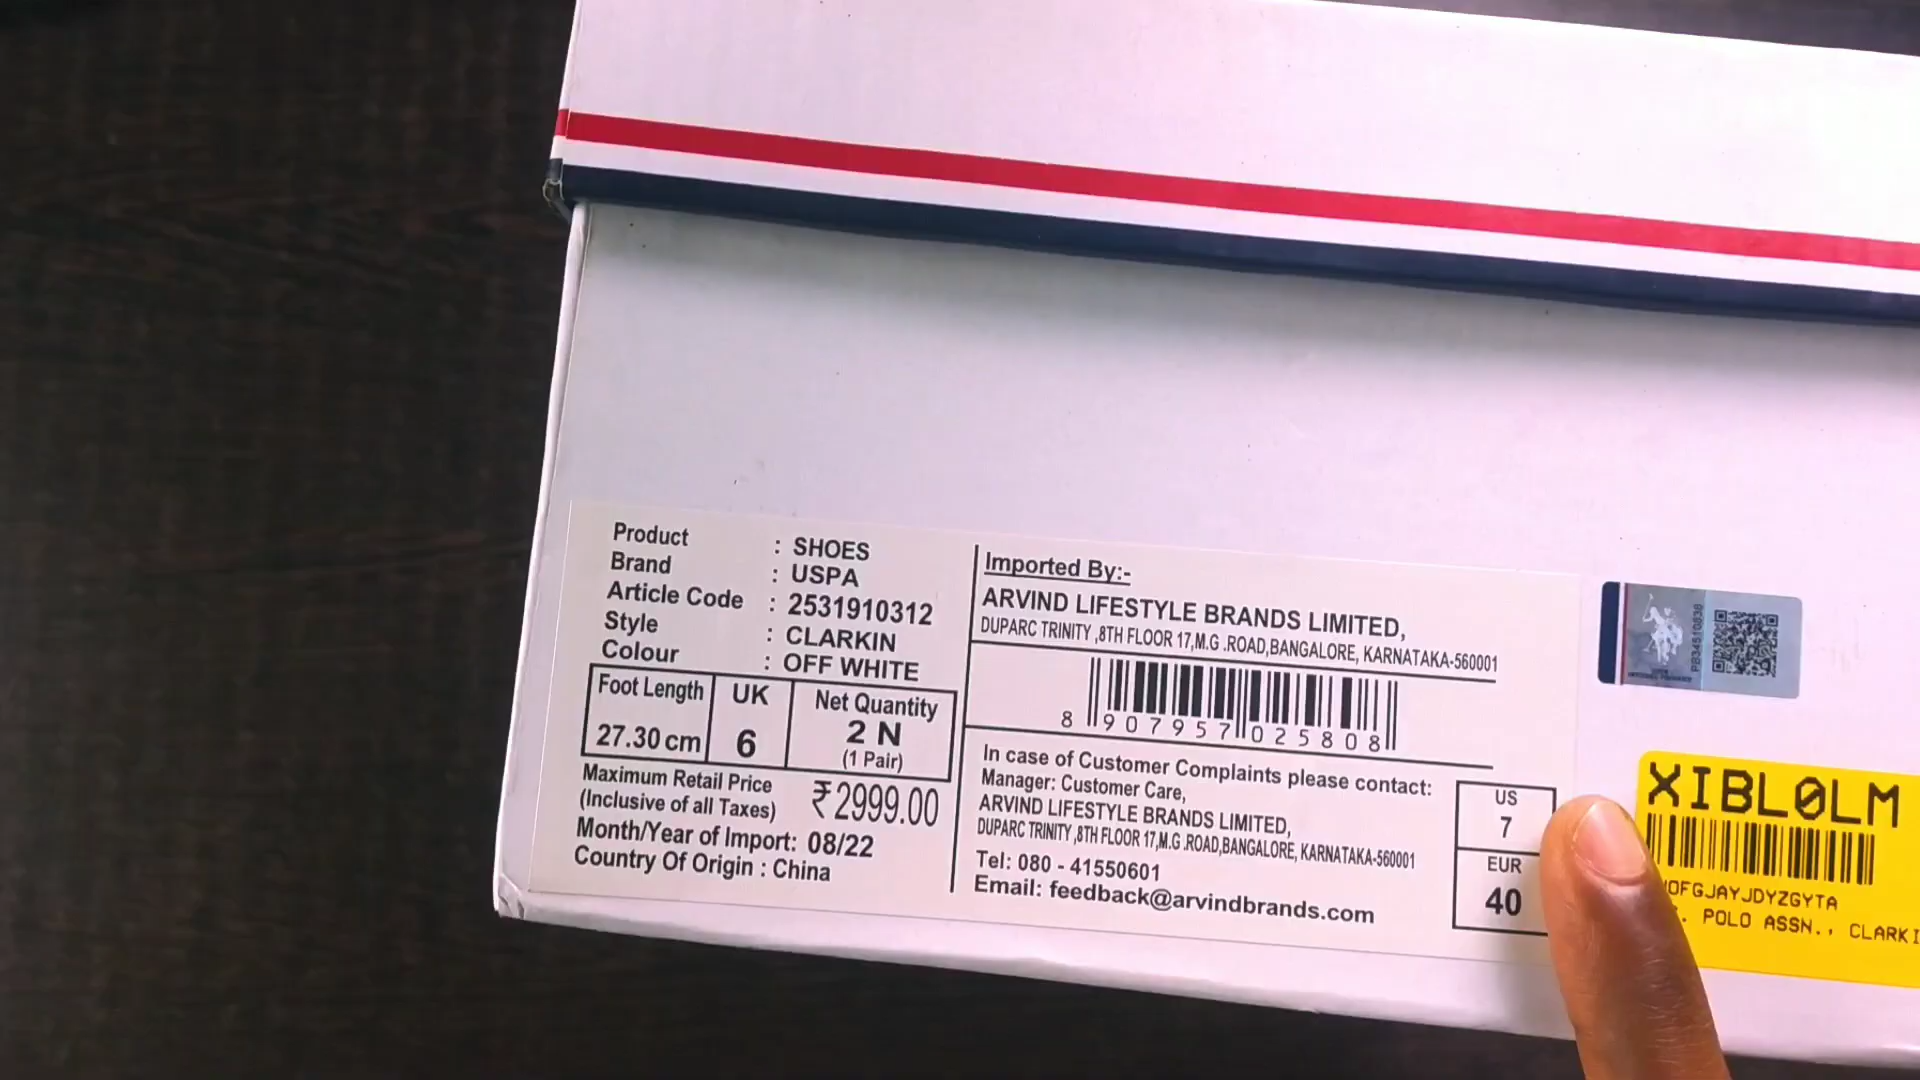 Product : SHOES
Brand : USPA
Article Code : 2531910312
Style : CLARKIN
Colour : OFF WHITE
Foot Length
27.30 cm
UK
6
Net Quantity
2 N
(1 Pair)
Maximum Retail Price
(Inclusive of all Taxes)
₹2999.00
Month/Year of Import: 08/22
Country Of Origin : China
Imported By:-
ARVIND LIFESTYLE BRANDS LIMITED,
DUPARC TRINITY ,8TH FLOOR 17,M.G .ROAD,BANGALORE, KARNATAKA-560001
8 907957 025808
In case of Customer Complaints please contact:
Manager: Customer Care,
ARVIND LIFESTYLE BRANDS LIMITED,
DUPARC TRINITY ,8TH FLOOR 17,M.G .ROAD,BANGALORE, KARNATAKA-560001
Tel: 080 - 41550601
Email: feedback@arvindbrands.com
US
7
EUR
40
PB34510838
XIBL0LM
OFGJAYJDYZGYTA
. POLO ASSN., CLARKI